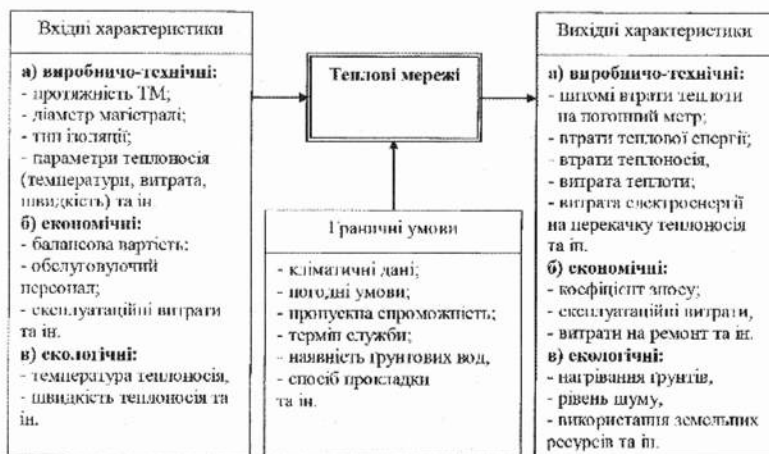 Вхідні характеристики
а) виробничо-технічні:
- протяжність ТМ;
- діаметр магістралі;
- тип ізоляції;
- параметри теплоносія
(температури, витрата,
швидкість) та ін
б) економічні:
- балансова вартість;
- обслуговуючий
персонал;
- експлуатаційні витрати
та ін.
в) екологічні:
- температура теплоносія,
- швидкість теплоносія та
ін.
Теплові мережі
Граничні умови
- кліматичні дані;
- погодні умови;
- пропускна спроможність;
- термін служби;
- наявність ґрунтових вод,
- спосіб прокладки
та ін.
Вихідні характеристики
а) виробничо-технічні:
- питомі втрати теплоти
на погонний метр;
- втрати теплової енергії;
- втрати теплоносія,
- витрата теплоти;
- витрата електроенергії
на перекачку теплоносія
та ін.
б) економічні:
- коефіцієнт зносу;
- експлуатаційні витрати,
- витрати на ремонт та ін.
в) екологічні:
- нагрівання ґрунтів,
- рівень шуму,
- використання земельних
ресурсів та ін.